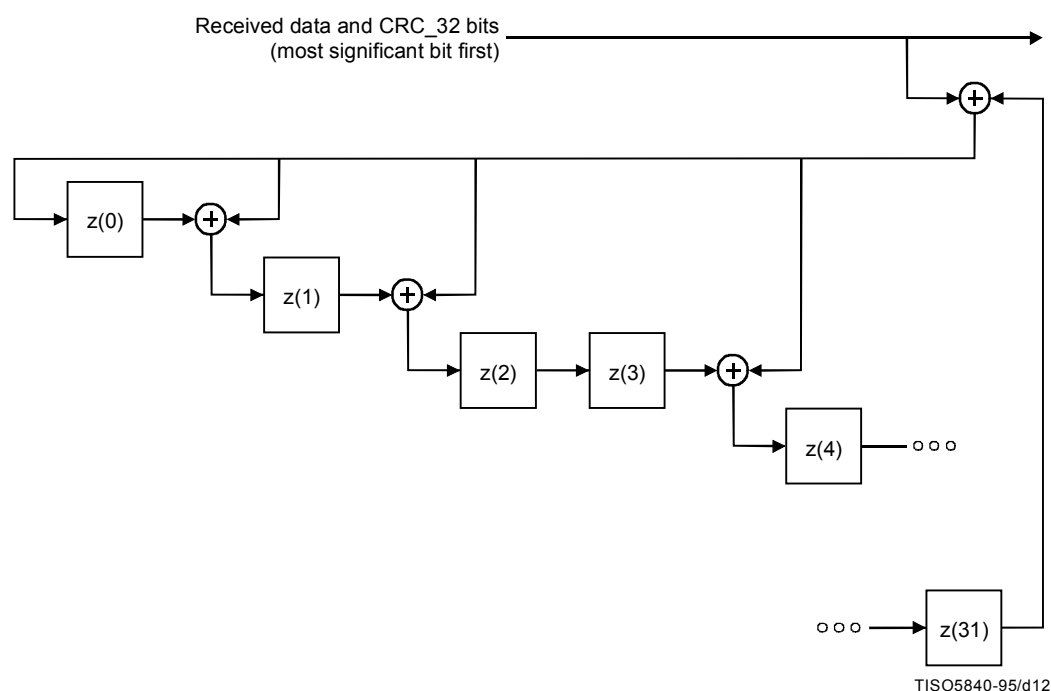 Received data and CRC_32 bits
(most significant bit first)
z(0)
z(1)
z(2)
z(3)
z(4)
z(31)
TISO5840-95/d12